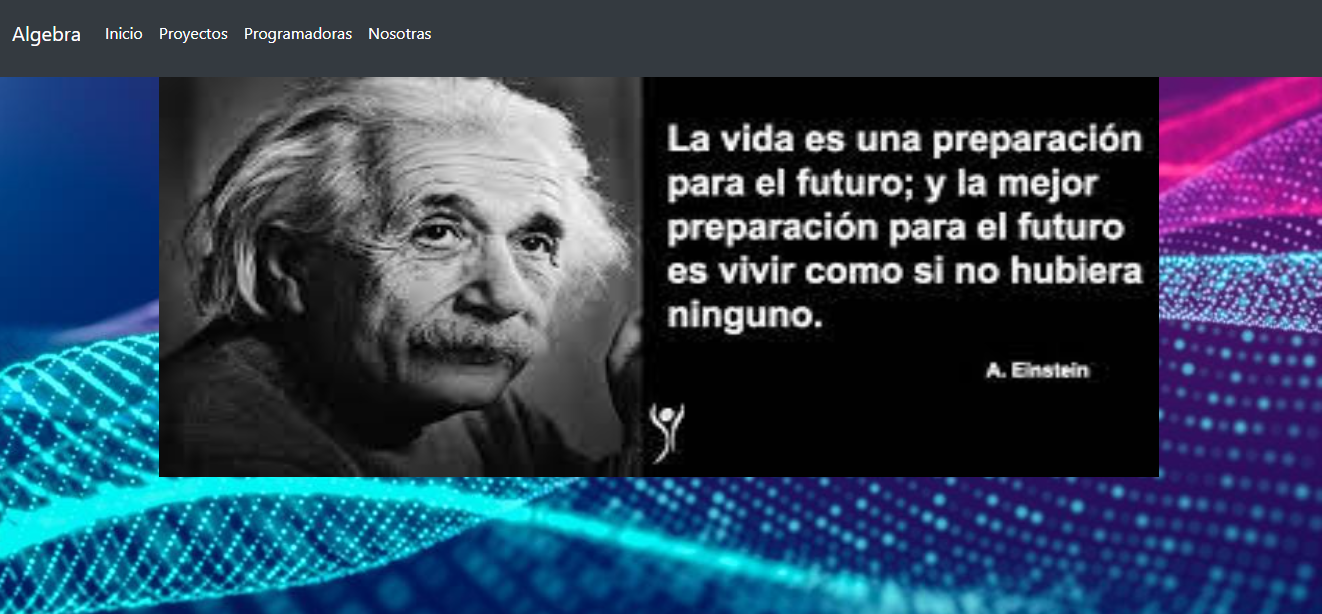 Algebra Inicio Proyectos Programadoras Nosotras
La vida es una preparación
para el futuro; y la mejor
preparación para el futuro
es vivir como si no hubiera
ninguno.
A. Einstein